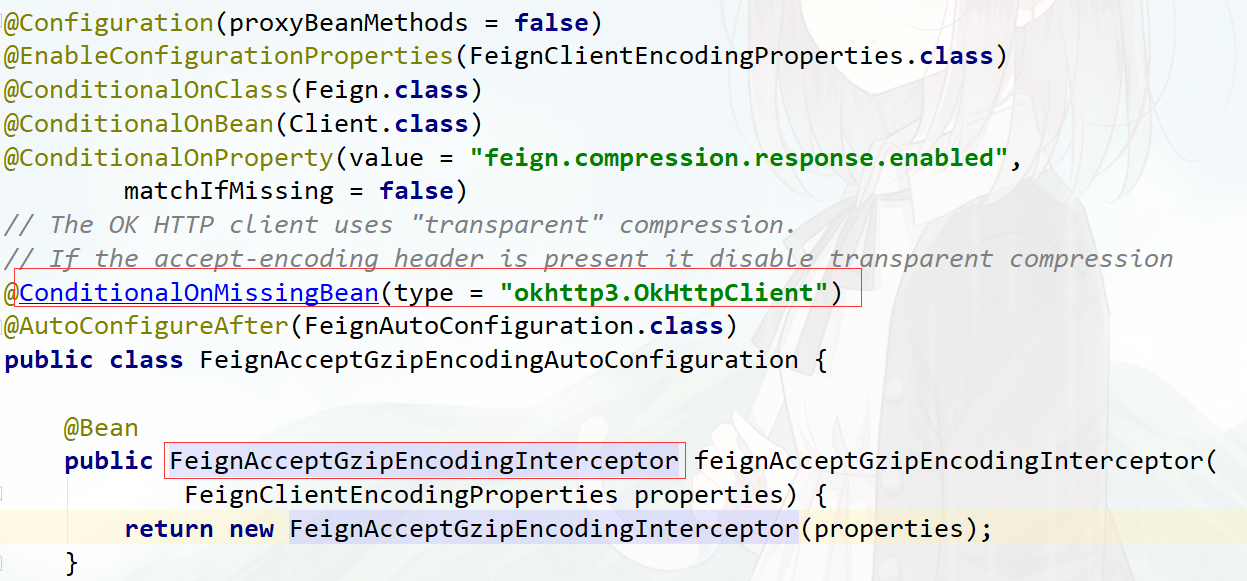 @Configuration(proxyBeanMethods = false)
@EnableConfigurationProperties(FeignClientEncodingProperties.class)
@ConditionalOnClass(Feign.class)
@ConditionalOnBean(Client.class)
@ConditionalOnProperty(value = "feign.compression.response.enabled",
        matchIfMissing = false)
// The OK HTTP client uses "transparent" compression.
// If the accept-encoding header is present it disable transparent compression
@ConditionalOnMissingBean(type = "okhttp3.OkHttpClient")
@AutoConfigureAfter(FeignAutoConfiguration.class)
public class FeignAcceptGzipEncodingAutoConfiguration {
    @Bean
    public FeignAcceptGzipEncodingInterceptor feignAcceptGzipEncodingInterceptor(
            FeignClientEncodingProperties properties) {
        return new FeignAcceptGzipEncodingInterceptor(properties);
    }